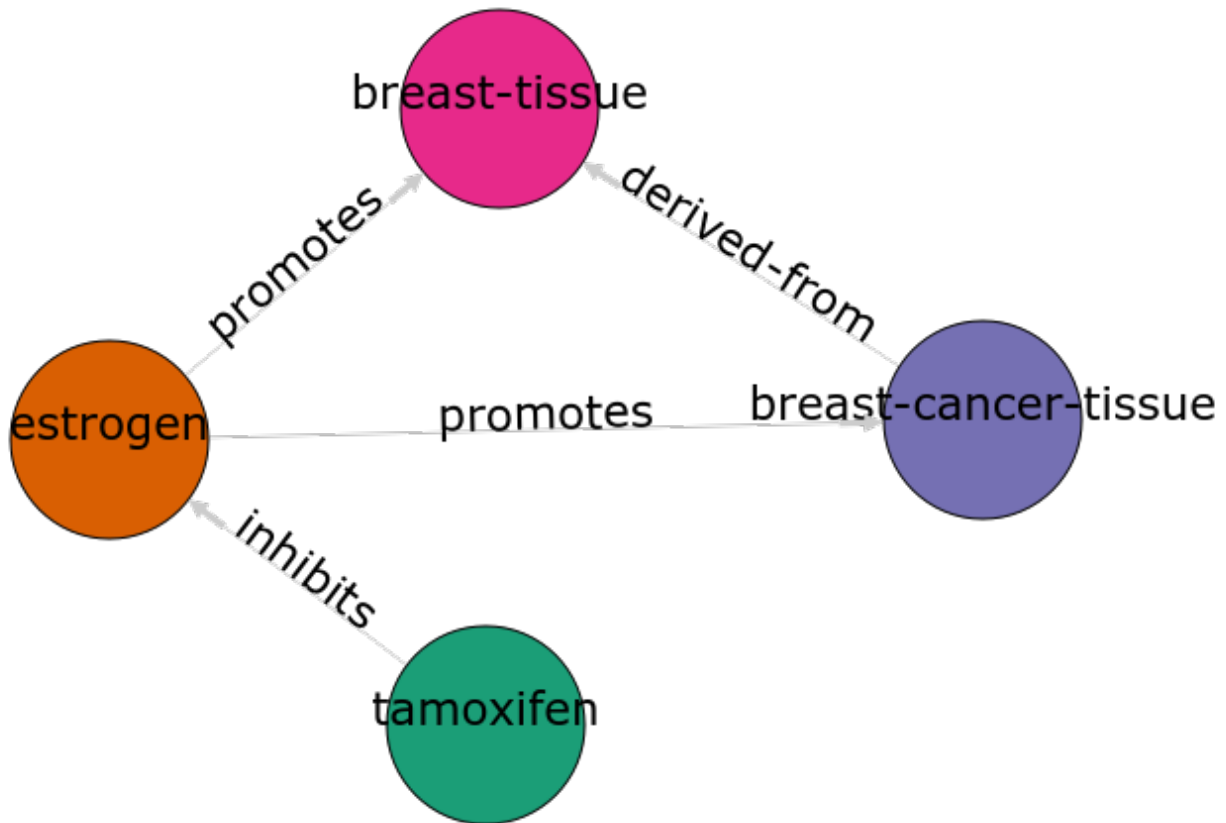 breast-tissue
promotes
derived-from
estrogen
promotes
breast-cancer-tissue
inhibits
tamoxifen